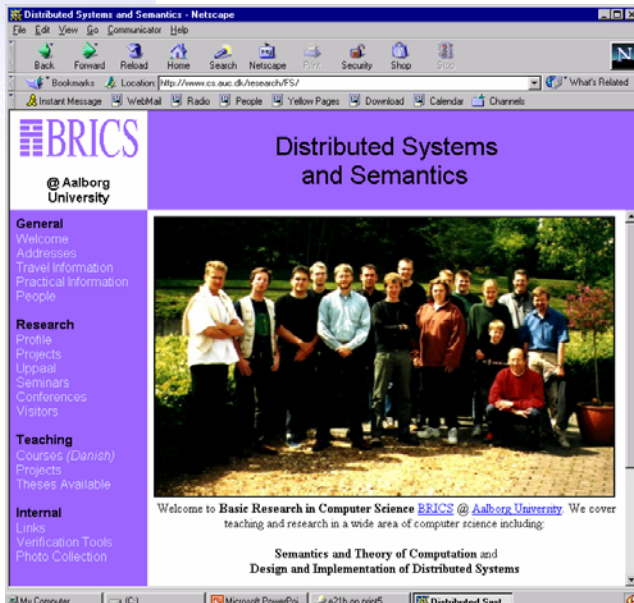 Distributed Systems and Semantics - Netscape
File Edit View Go Communicator Help
Back Forward Reload Home Search Netscape Print Security Shop Stop
Bookmarks Location: http://www.cs.auc.dk/research/FS/ What's Related
Instant Message WebMail Radio People Yellow Pages Download Calendar Channels
BRICS
@ Aalborg
University
Distributed Systems
and Semantics
General
Welcome
Addresses
Travel Information
Practical Information
People
Research
Profile
Projects
Uppaal
Seminars
Conferences
Visitors
Teaching
Courses (Danish)
Projects
Theses Available
Internal
Links
Verification Tools
Photo Collection
Welcome to Basic Research in Computer Science BRICS @ Aalborg University. We cover
teaching and research in a wide area of computer science including:
Semantics and Theory of Computation and
Design and Implementation of Distributed Systems
My Computer (C:) Microsoft PowerPoi e21b on print5 Distributed Syst